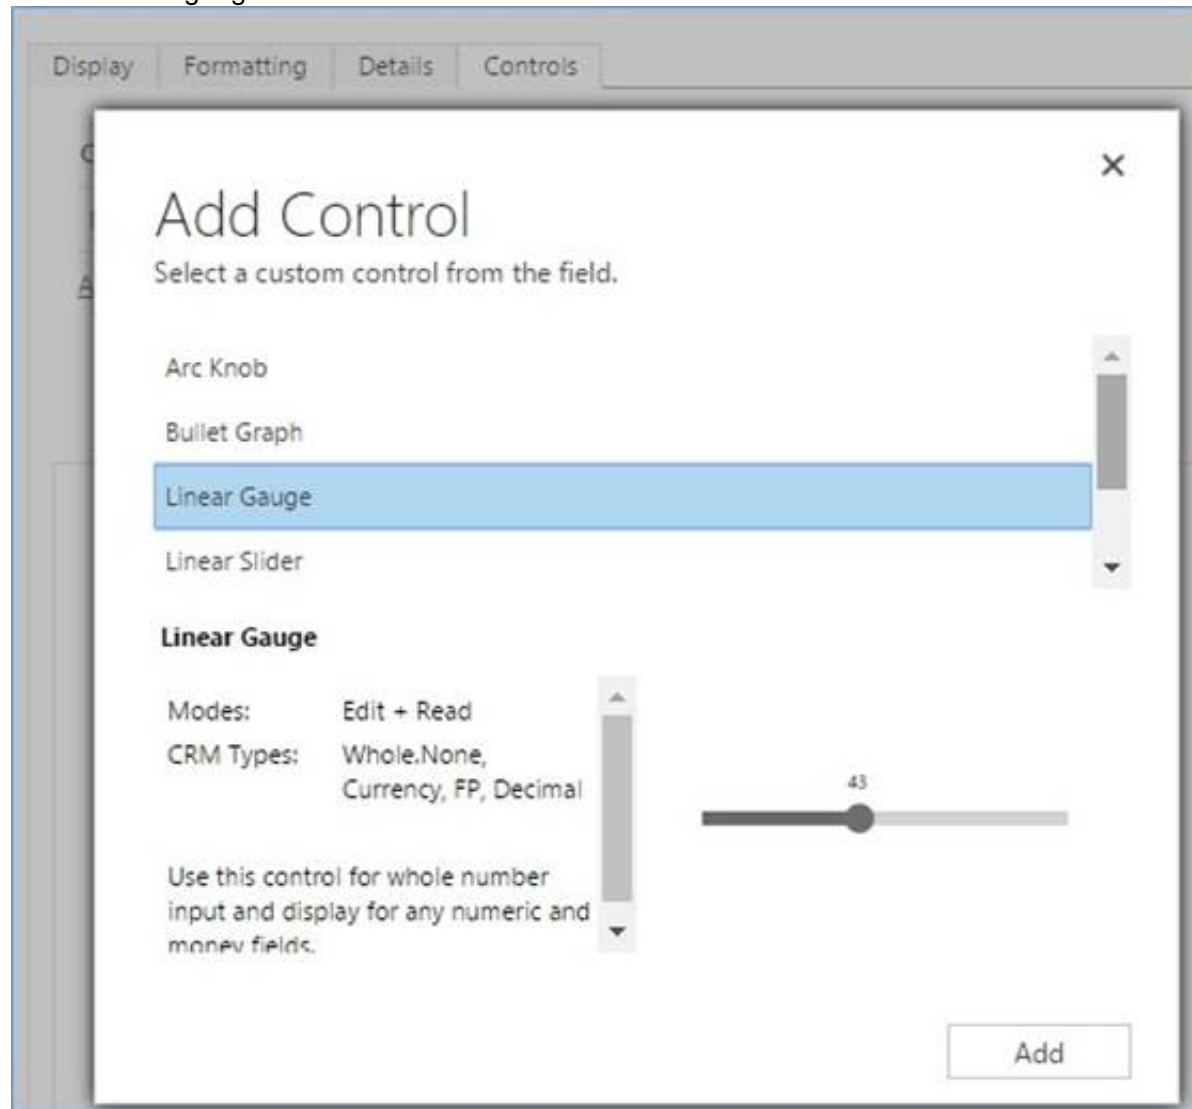 Display Formatting Details Controls
Add Control
Select a custom control from the field.
Arc Knob
Bullet Graph
Linear Gauge
Linear Slider
Linear Gauge
Modes: Edit + Read
CRM Types: Whole.None,
Currency, FP, Decimal
43
Use this control for whole number
input and display for any numeric and
money fields.
Add